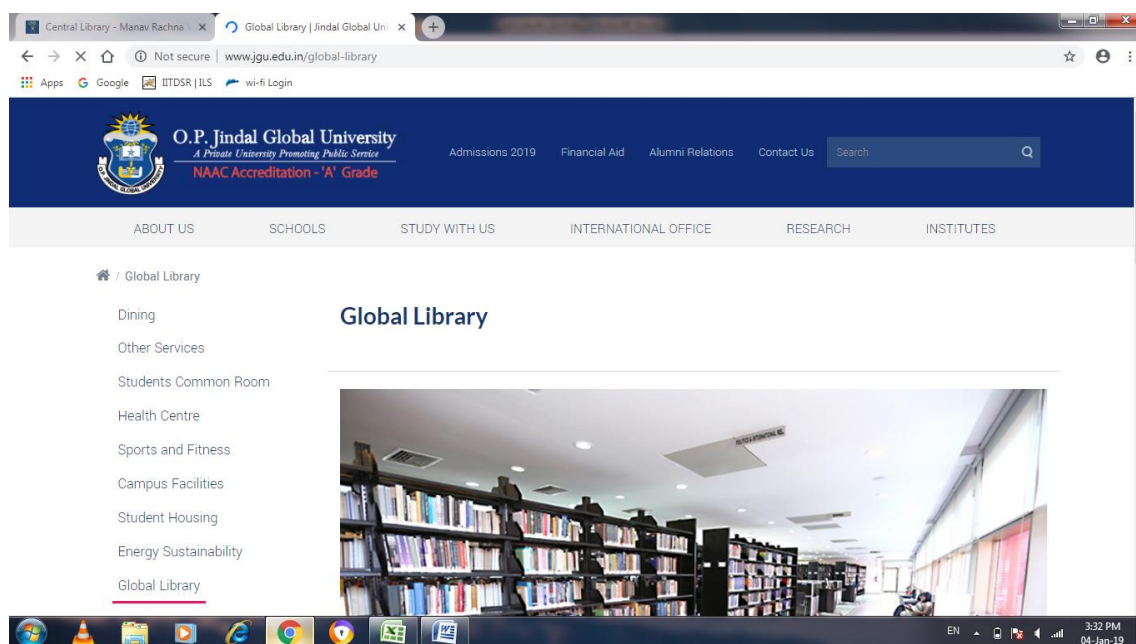 Central Library - Manav Rachna
Global Library | Jindal Global Uni
Not secure | www.jgu.edu.in/global-library
Apps Google IITDSR | ILS wi-fi Login
O.P. Jindal Global University
A Private University Promoting Public Service
NAAC Accreditation - 'A' Grade
Admissions 2019 Financial Aid Alumni Relations Contact Us Search
ABOUT US SCHOOLS STUDY WITH US INTERNATIONAL OFFICE RESEARCH INSTITUTES
/ Global Library
Dining
Global Library
Other Services
Students Common Room
Health Centre
Sports and Fitness
Campus Facilities
Student Housing
Energy Sustainability
Global Library
EN
3:32 PM
04-Jan-19